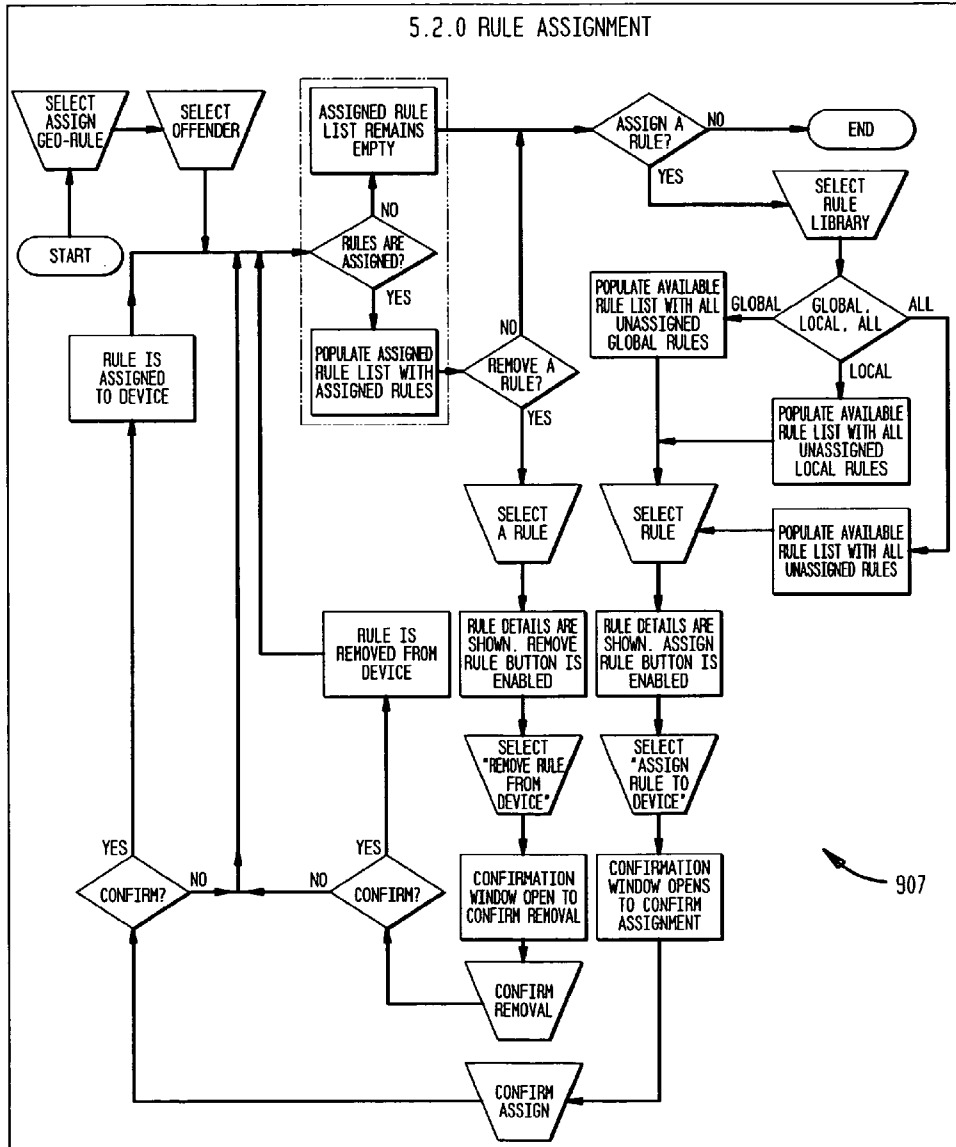 5.2.0 RULE ASSIGNMENT
SELECT
ASSIGN
GEO-RULE
SELECT
OFFENDER
ASSIGNED RULE
LIST REMAINS
EMPTY
ASSIGN A
RULE?
NO
END
YES
START
NO
RULES ARE
ASSIGNED?
YES
SELECT
RULE
LIBRARY
POPULATE AVAILABLE
RULE LIST WITH ALL
UNASSIGNED
GLOBAL RULES
GLOBAL
GLOBAL,
LOCAL, ALL
ALL
LOCAL
RULE IS
ASSIGNED
TO DEVICE
POPULATE ASSIGNED
RULE LIST WITH
ASSIGNED RULES
NO
REMOVE A
RULE?
YES
POPULATE AVAILABLE
RULE LIST WITH ALL
UNASSIGNED
LOCAL RULES
SELECT
A RULE
SELECT
RULE
POPULATE AVAILABLE
RULE LIST WITH ALL
UNASSIGNED RULES
RULE IS
REMOVED FROM
DEVICE
RULE DETAILS ARE
SHOWN. REMOVE
RULE BUTTON IS
ENABLED
RULE DETAILS ARE
SHOWN. ASSIGN
RULE BUTTON IS
ENABLED
SELECT
"REMOVE RULE
FROM
DEVICE"
SELECT
"ASSIGN
RULE TO
DEVICE"
YES
CONFIRM?
NO
NO
YES
CONFIRM?
CONFIRMATION
WINDOW OPEN TO
CONFIRM REMOVAL
CONFIRMATION
WINDOW OPENS
TO CONFIRM
ASSIGNMENT
907
CONFIRM
REMOVAL
CONFIRM
ASSIGN